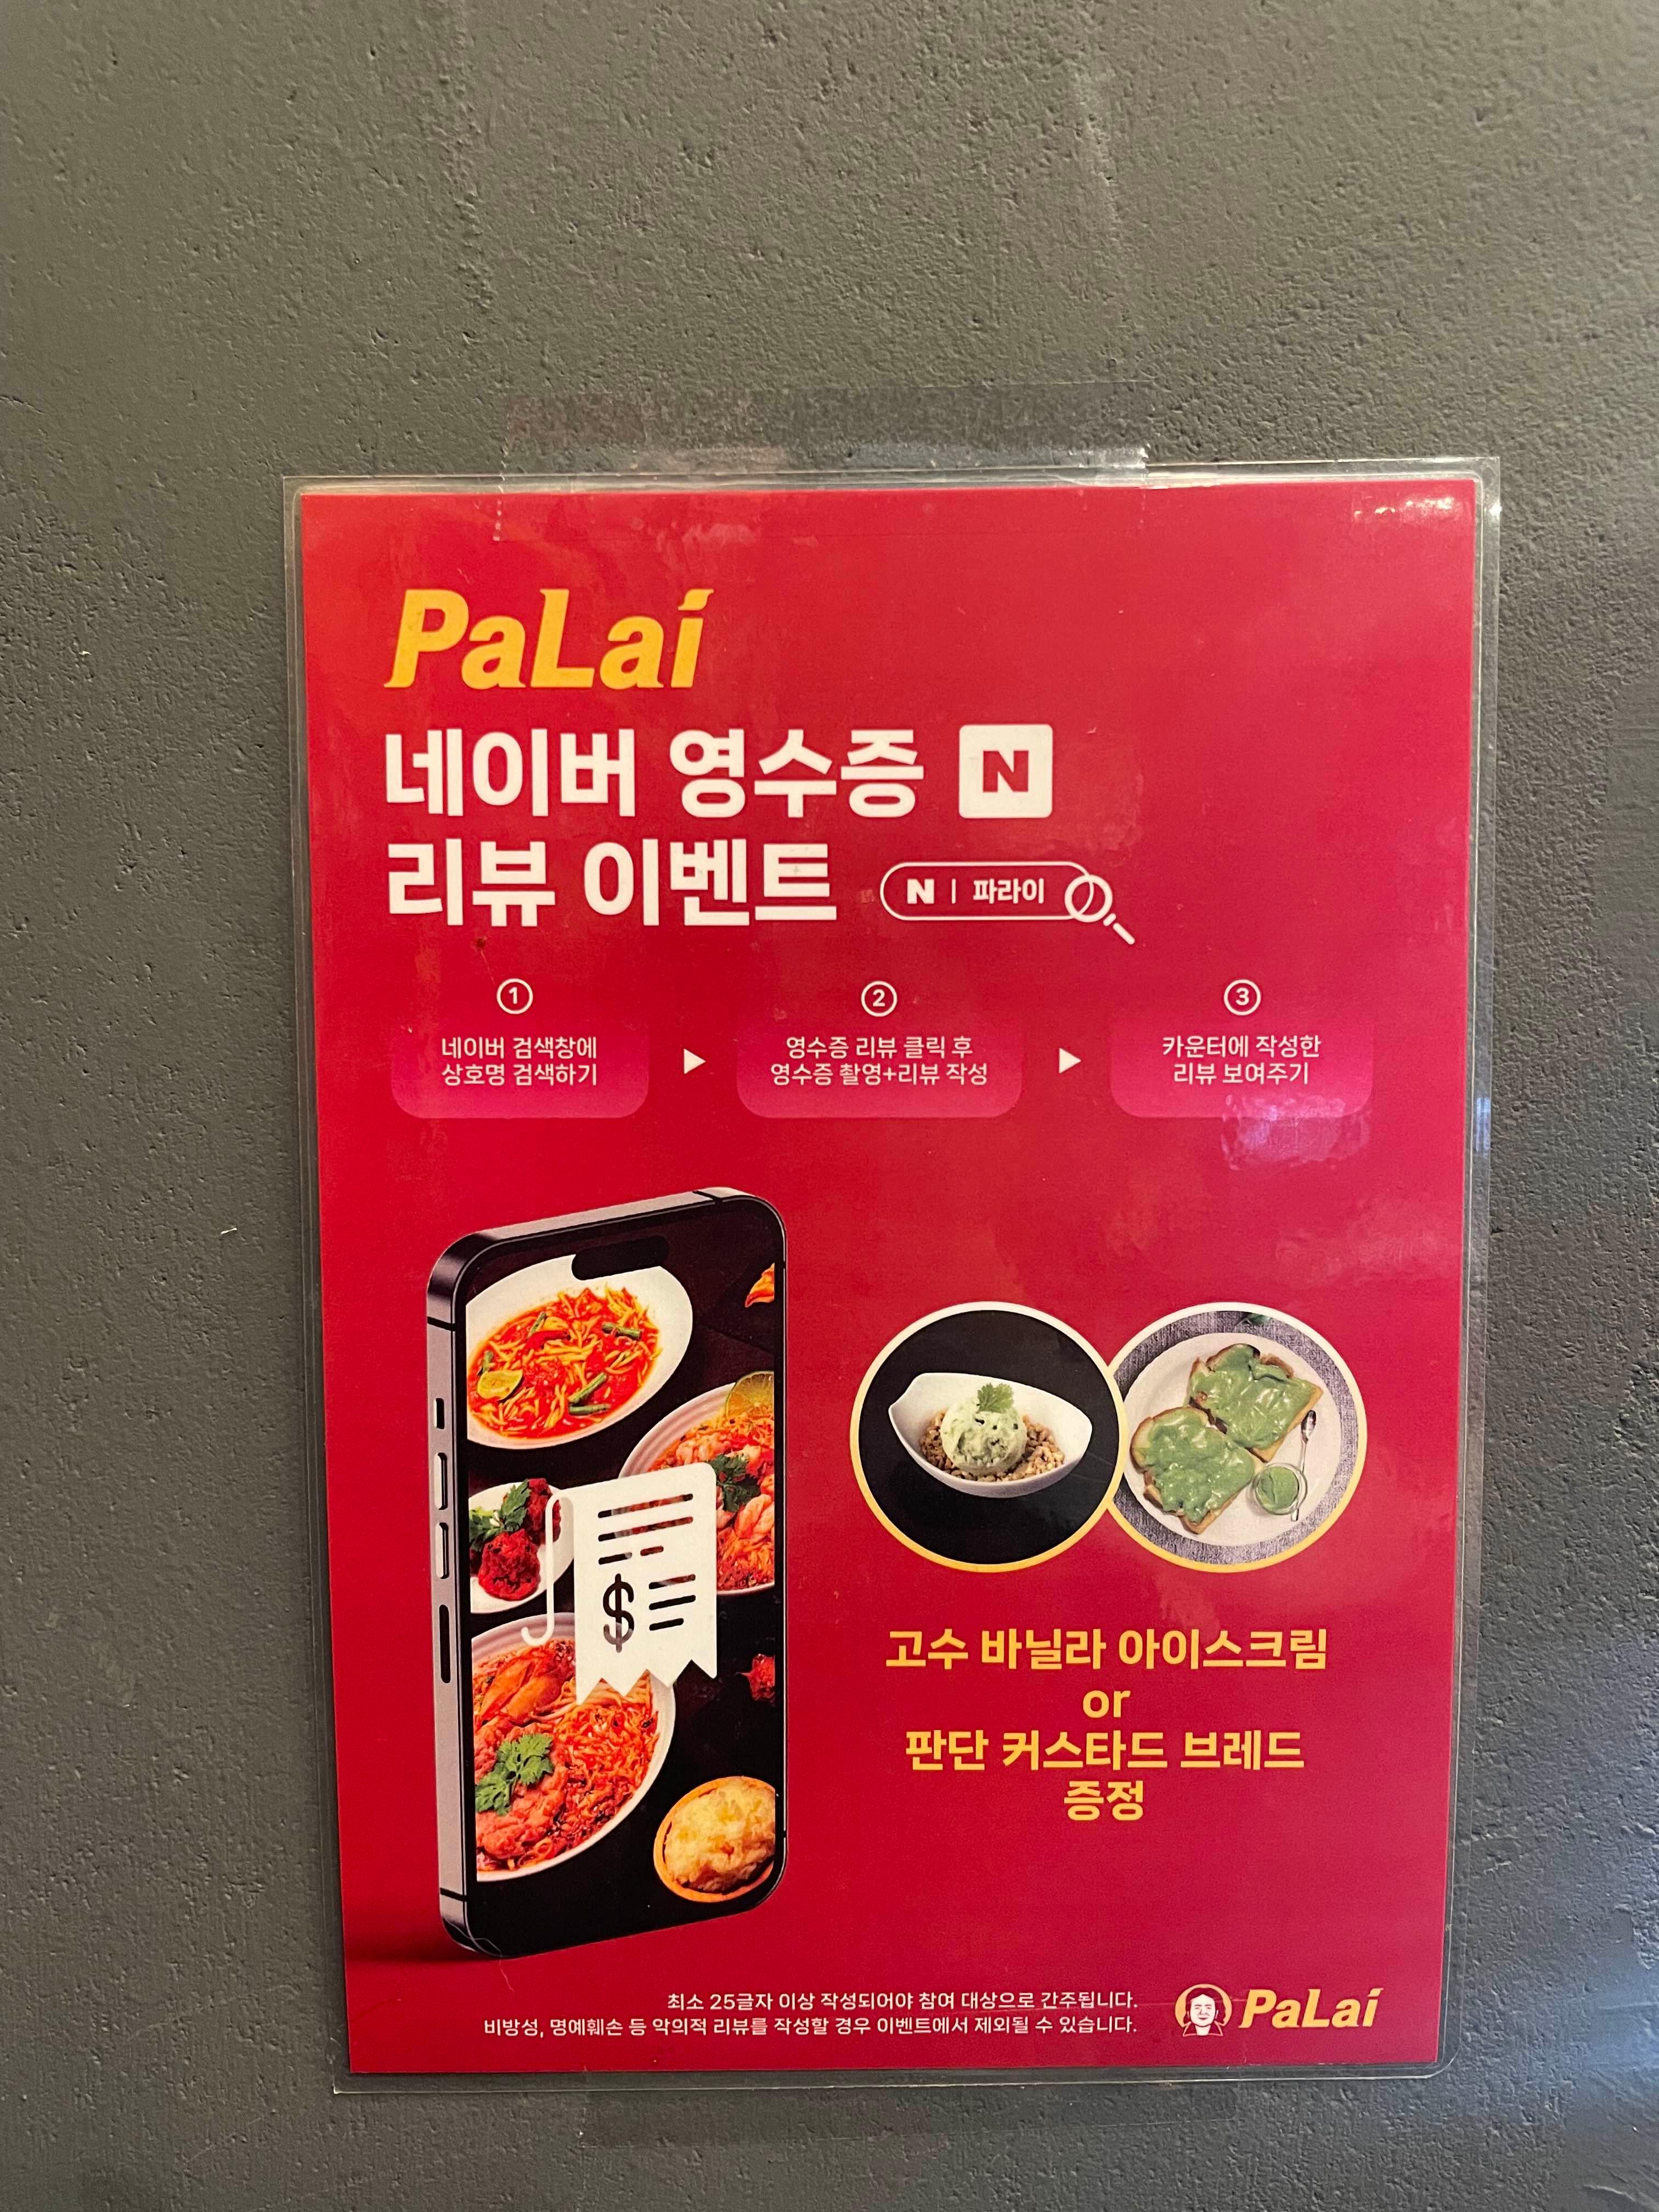 PaLai
네이버 영수증 N
리뷰 이벤트 N | 파라이
1
네이버 검색창에
상호명 검색하기
2
영수증 리뷰 클릭 후
영수증 촬영+리뷰 작성
3
카운터에 작성한
리뷰 보여주기
$
고수 바닐라 아이스크림
or
판단 커스타드 브레드
증정
최소 25글자 이상 작성되어야 참여 대상으로 간주됩니다.
비방성, 명예훼손 등 악의적 리뷰를 작성할 경우 이벤트에서 제외될 수 있습니다.
PaLai